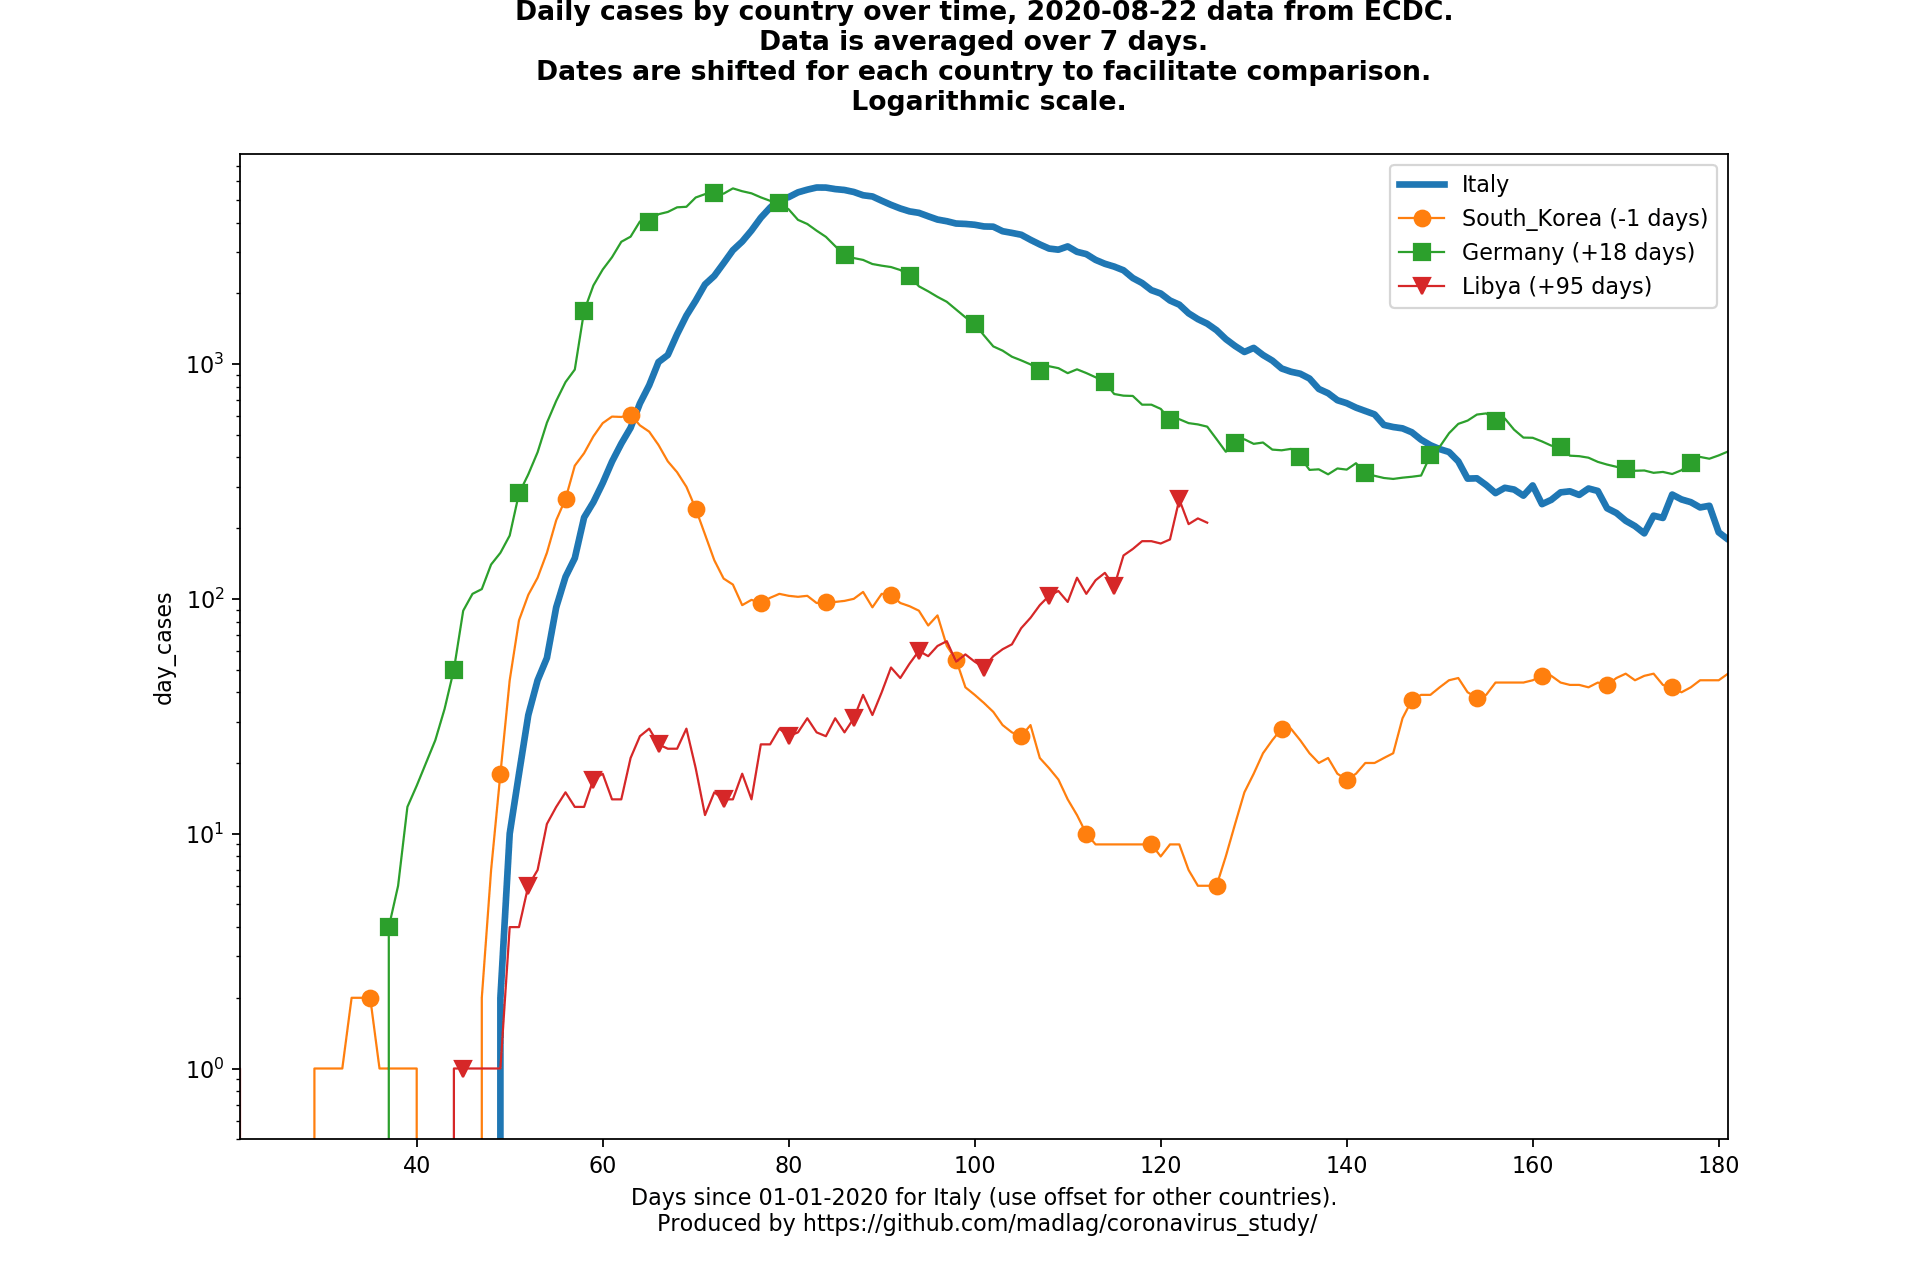 Daily cases by country over time, 2020-08-22 data from ECDC.
Data is averaged over 7 days.
Dates are shifted for each country to facilitate comparison.
Logarithmic scale.
Italy
South_Korea (-1 days)
Germany (+18 days)
Libya (+95 days)
10³
10²
10¹
10⁰
day_cases
40 60 80 100 120 140 160 180
Days since 01-01-2020 for Italy (use offset for other countries).
Produced by https://github.com/madlag/coronavirus_study/